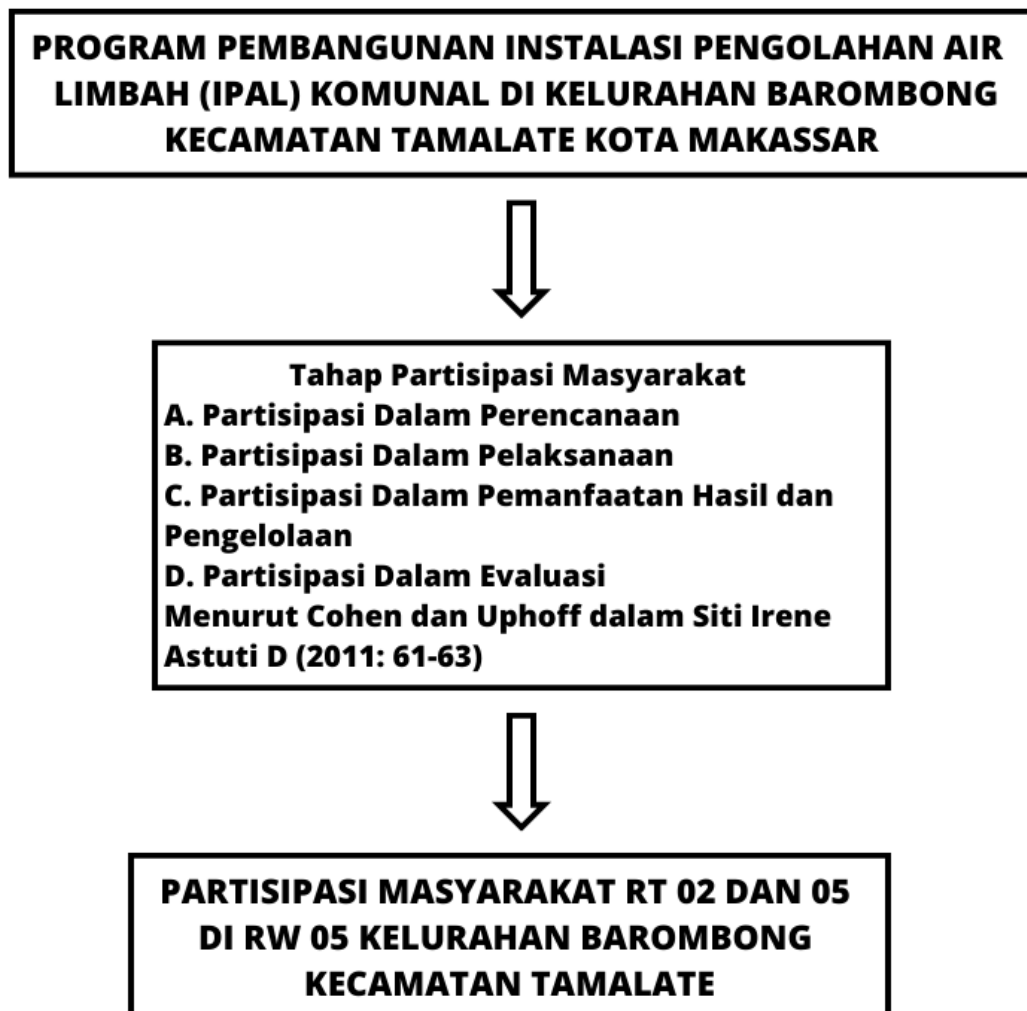 PROGRAM PEMBANGUNAN INSTALASI PENGOLAHAN AIR
LIMBAH (IPAL) KOMUNAL DI KELURAHAN BAROMBONG
KECAMATAN TAMALATE KOTA MAKASSAR
Tahap Partisipasi Masyarakat
A. Partisipasi Dalam Perencanaan
B. Partisipasi Dalam Pelaksanaan
C. Partisipasi Dalam Pemanfaatan Hasil dan
Pengelolaan
D. Partisipasi Dalam Evaluasi
Menurut Cohen dan Uphoff dalam Siti Irene
Astuti D (2011: 61-63)
PARTISIPASI MASYARAKAT RT 02 DAN 05
DI RW 05 KELURAHAN BAROMBONG
KECAMATAN TAMALATE